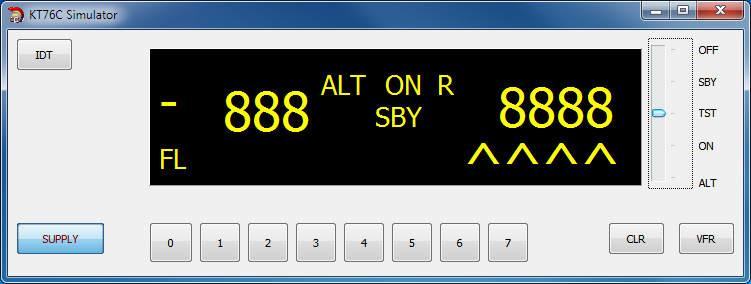 KT76C Simulator
IDT
ALT ON R
- 888 8888
SBY
FL ^ ^ ^ ^
OFF
SBY
TST
ON
ALT
SUPPLY
0 1 2 3 4 5 6 7
CLR VFR